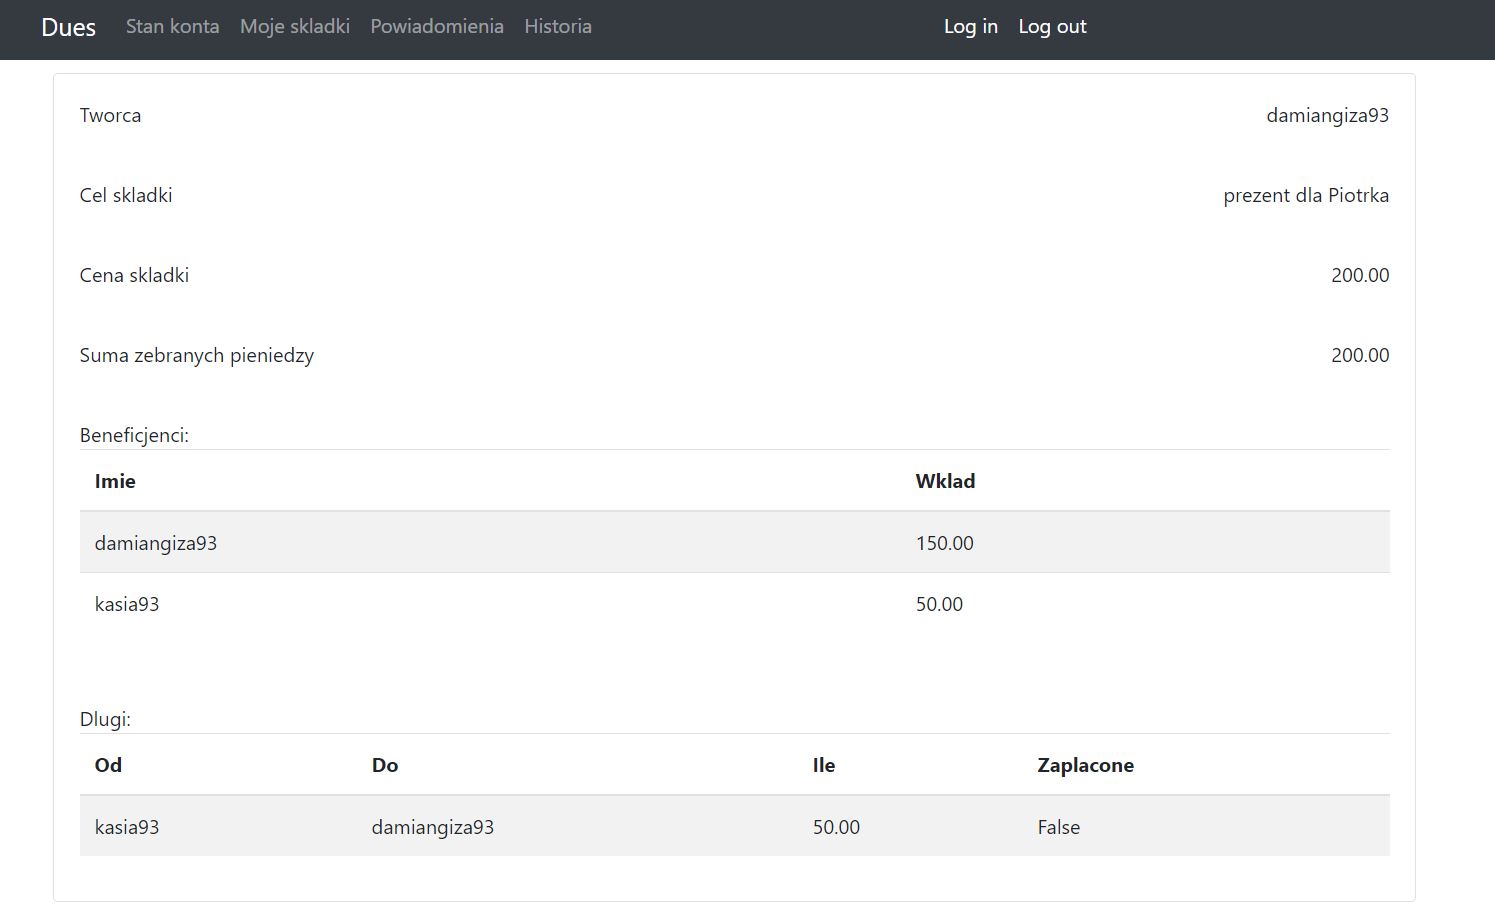 Dues Stan konta Moje skladki Powiadomienia Historia Log in Log out
Tworca damiangiza93
Cel skladki prezent dla Piotrka
Cena skladki 200.00
Suma zebranych pieniedzy 200.00
Beneficjenci:
Imie Wklad
damiangiza93 150.00
kasia93 50.00
Dlugi:
Od Do Ile Zaplacone
kasia93 damiangiza93 50.00 False